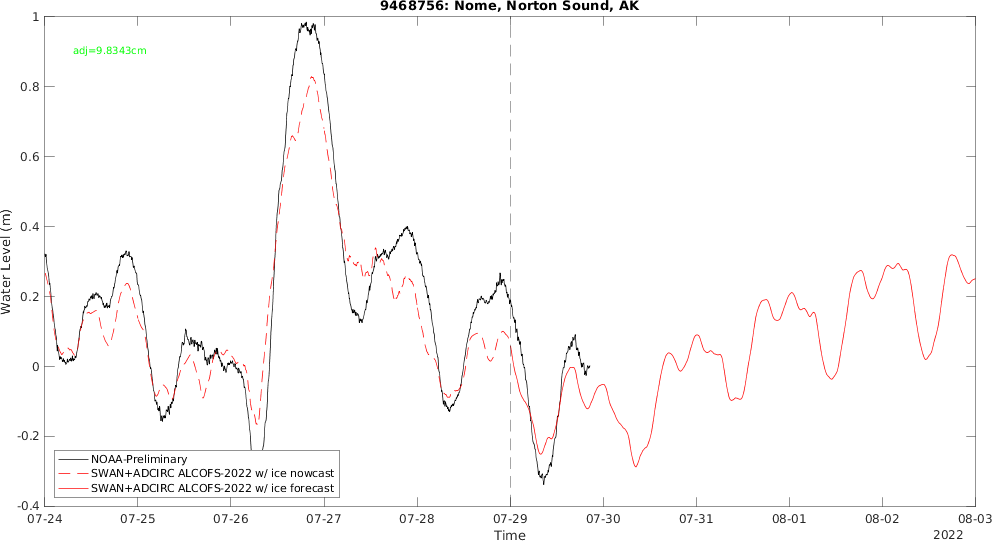 9468756: Nome, Norton Sound, AK
adj=9.8343cm
Water Level (m)
1
0.8
0.6
0.4
0.2
0
-0.2
-0.4
NOAA-Preliminary
SWAN+ADCIRC ALCOFS-2022 w/ ice nowcast
SWAN+ADCIRC ALCOFS-2022 w/ ice forecast
07-24 07-25 07-26 07-27 07-28 07-29 07-30 07-31 08-01 08-02 08-03
Time
2022